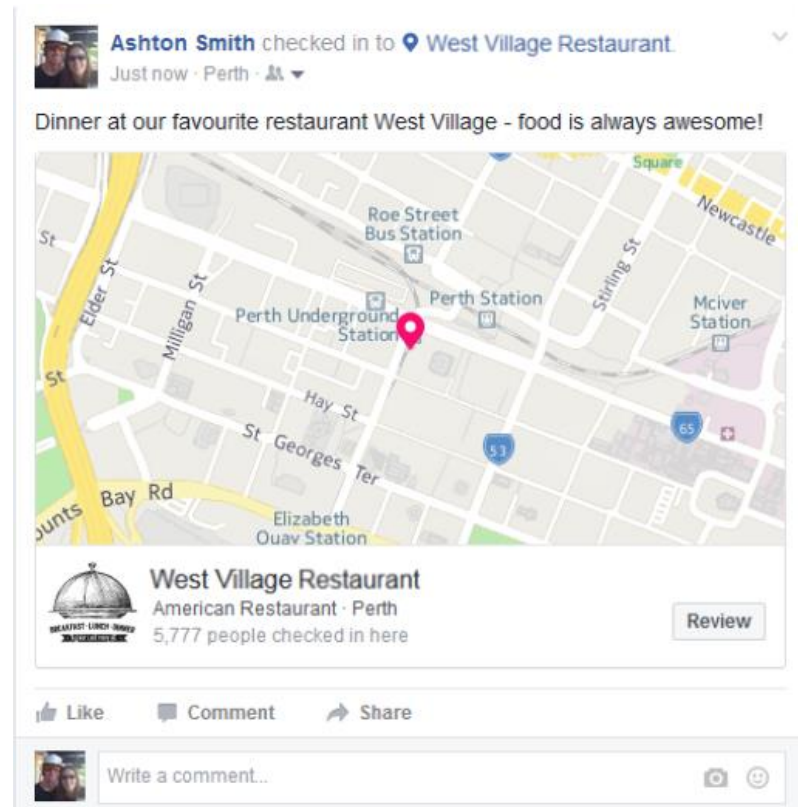 Ashton Smith checked in to West Village Restaurant.
Just now · Perth ·
Dinner at our favourite restaurant West Village - food is always awesome!
Square
Newcastle
Roe Street
Bus Station
St
Elder St
Milligan St
Stirling St
Perth Underground
Station
Perth Station
Mciver
Station
St
Hay St
St Georges Ter
53
65
Bay Rd
Elizabeth
Quay Station
West Village Restaurant
American Restaurant · Perth
5,777 people checked in here
BREAKFAST · LUNCH · DINNER
Review
Like
Comment
Share
Write a comment...